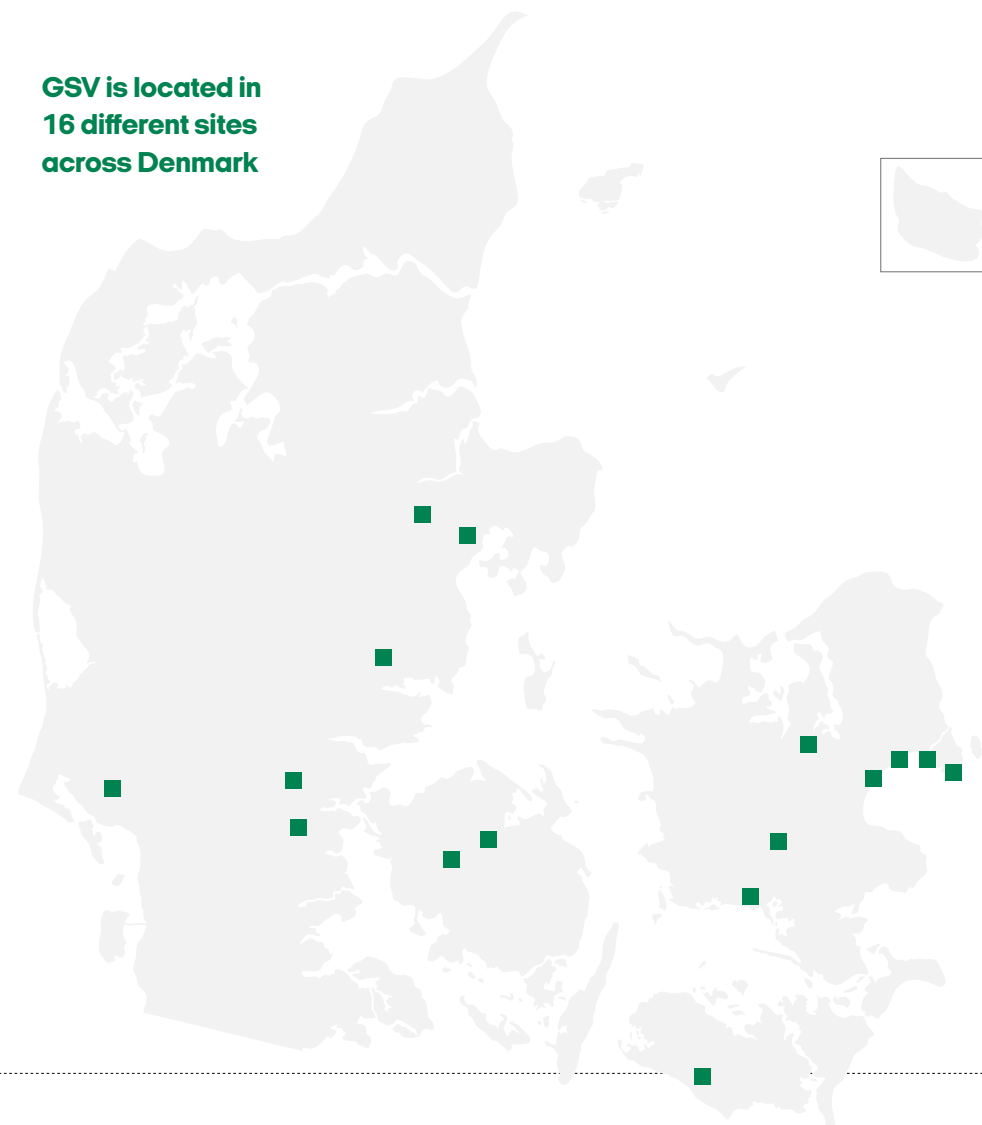 GSV is located in
16 different sites
across Denmark